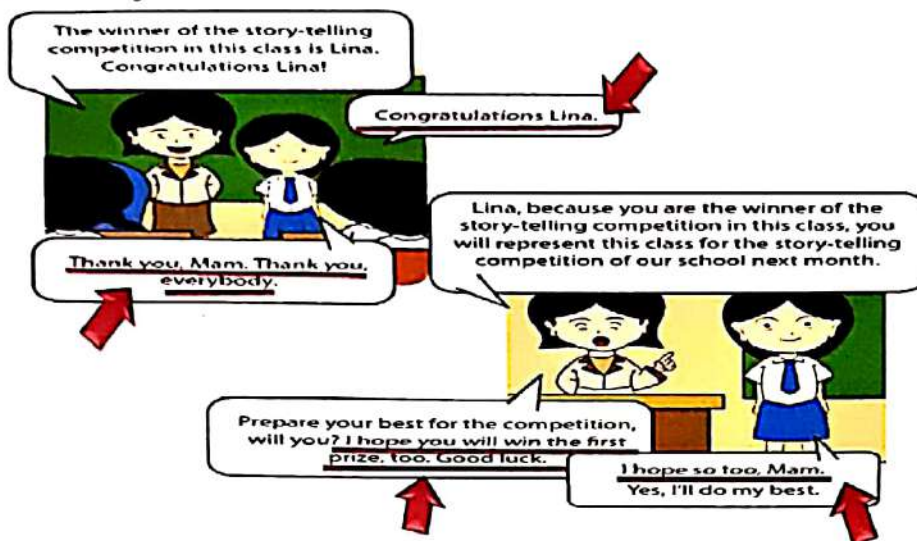 The winner of the story-telling
competition in this class is Lina.
Congratulations Lina!
Congratulations Lina.
Thank you, Mam. Thank you,
everybody.
Lina, because you are the winner of the
story-telling competition in this class, you
will represent this class for the story-telling
competition of our school next month.
Prepare your best for the competition,
will you? I hope you will win the first
prize, too. Good luck.
I hope so too, Mam.
Yes, I'll do my best.